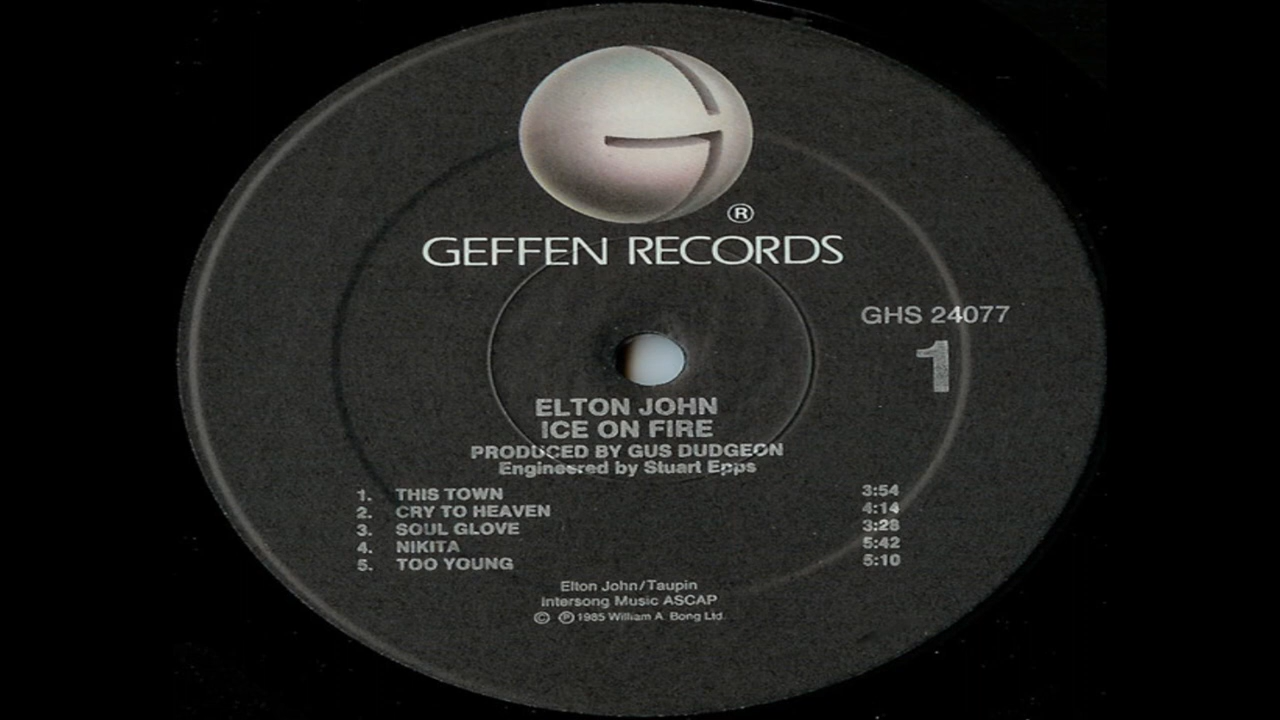 ®
GEFFEN RECORDS
GHS 24077
1
ELTON JOHN
ICE ON FIRE
PRODUCED BY GUS DUDGEON
Engineered by Stuart Epps
1. THIS TOWN 3:54
2. CRY TO HEAVEN 4:14
3. SOUL GLOVE 3:28
4. NIKITA 5:42
5. TOO YOUNG 5:10
Elton John/Taupin
Intersong Music ASCAP
© ℗ 1985 William A. Bong Ltd.